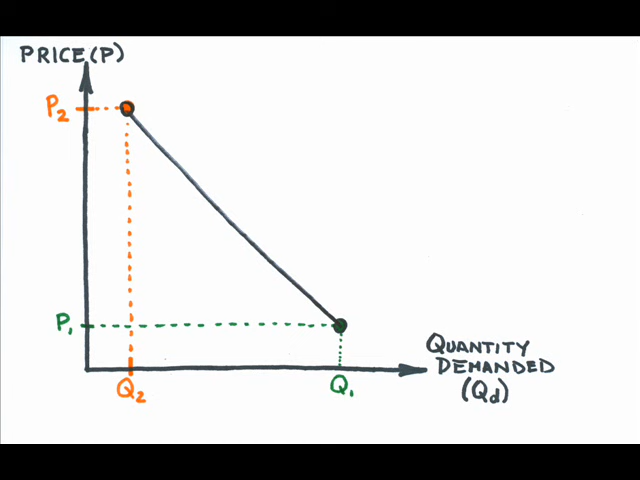 PRICE (P)
P2
P1
Q2
Q1
QUANTITY
DEMANDED
(Qd)